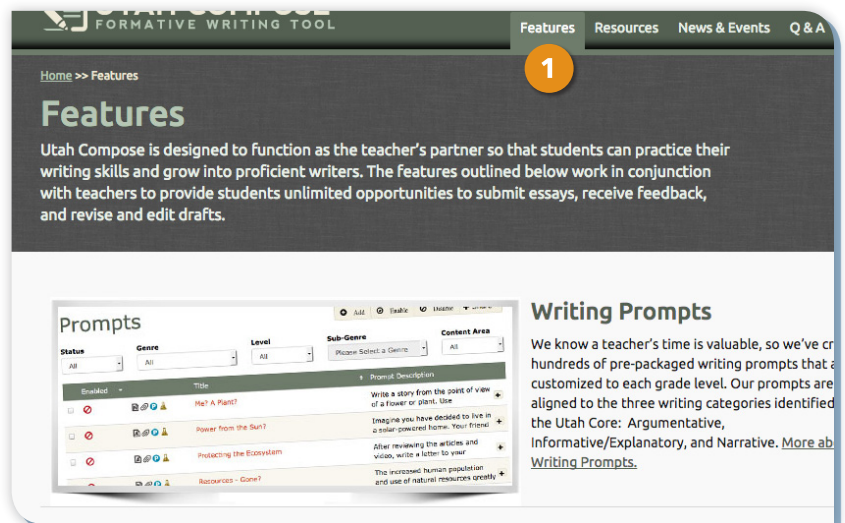 UTAH COMPOSE
FORMATIVE WRITING TOOL
Features Resources News & Events Q & A
1
Home >> Features
Features
Utah Compose is designed to function as the teacher's partner so that students can practice their
writing skills and grow into proficient writers. The features outlined below work in conjunction
with teachers to provide students unlimited opportunities to submit essays, receive feedback,
and revise and edit drafts.
Prompts
Add Enable Disable Share
Status Genre Level Sub-Genre Content Area
All All All Please Select a Genre All
Enabled Title Prompt Description
Me? A Plant? Write a story from the point of view
of a flower or plant. Use
Power from the Sun? Imagine you have decided to live in
a solar-powered home. Your friend
Protecting the Ecosystem After reviewing the articles and
video, write a letter to your
Resources - Gone? The increased human population
and use of natural resources greatly
Writing Prompts
We know a teacher's time is valuable, so we've cr
hundreds of pre-packaged writing prompts that a
customized to each grade level. Our prompts are
aligned to the three writing categories identified
the Utah Core: Argumentative,
Informative/Explanatory, and Narrative. More ab
Writing Prompts.